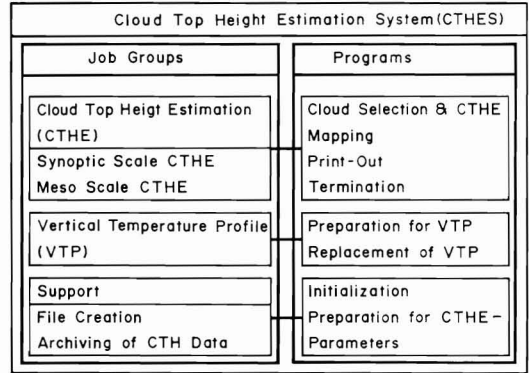 Cloud Top Height Estimation System(CTHES)
Job Groups
Cloud Top Heigt Estimation
(CTHE)
Synoptic Scale CTHE
Meso Scale CTHE
Vertical Temperature Profile
(VTP)
Support
File Creation
Archiving of CTH Data
Programs
Cloud Selection & CTHE
Mapping
Print-Out
Termination
Preparation for VTP
Replacement of VTP
Initialization
Preparation for CTHE-
Parameters